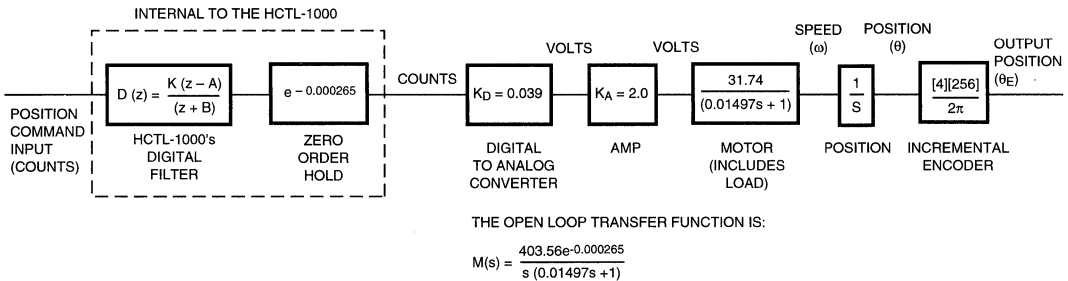 INTERNAL TO THE HCTL-1000
D (z) = K (z – A) / (z + B)
HCTL-1000's
DIGITAL
FILTER
e – 0.000265
ZERO
ORDER
HOLD
POSITION
COMMAND
INPUT
(COUNTS)
COUNTS
K_D = 0.039
DIGITAL
TO ANALOG
CONVERTER
VOLTS
K_A = 2.0
AMP
VOLTS
31.74 / (0.01497s + 1)
MOTOR
(INCLUDES
LOAD)
SPEED
(ω)
1 / S
POSITION
POSITION
(θ)
[4][256] / 2π
INCREMENTAL
ENCODER
OUTPUT
POSITION
(θ_E)
THE OPEN LOOP TRANSFER FUNCTION IS:
M(s) = 403.56e^-0.000265 / s (0.01497s +1)